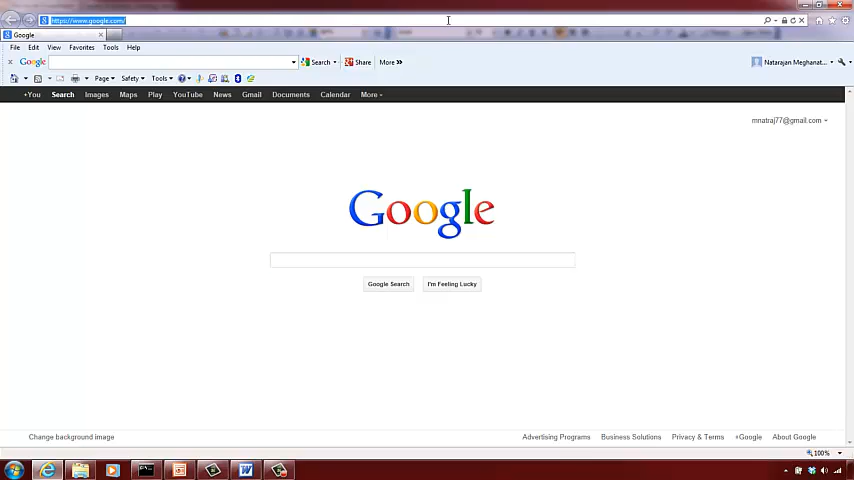 https://www.google.com/
Google
File Edit View Favorites Tools Help
Google Search Share More »
Natarajan Meghanat...
Page Safety Tools
+You Search Images Maps Play YouTube News Gmail Documents Calendar More
mnatraj77@gmail.com
Google
Google Search I'm Feeling Lucky
Change background image Advertising Programs Business Solutions Privacy & Terms +Google About Google
100%